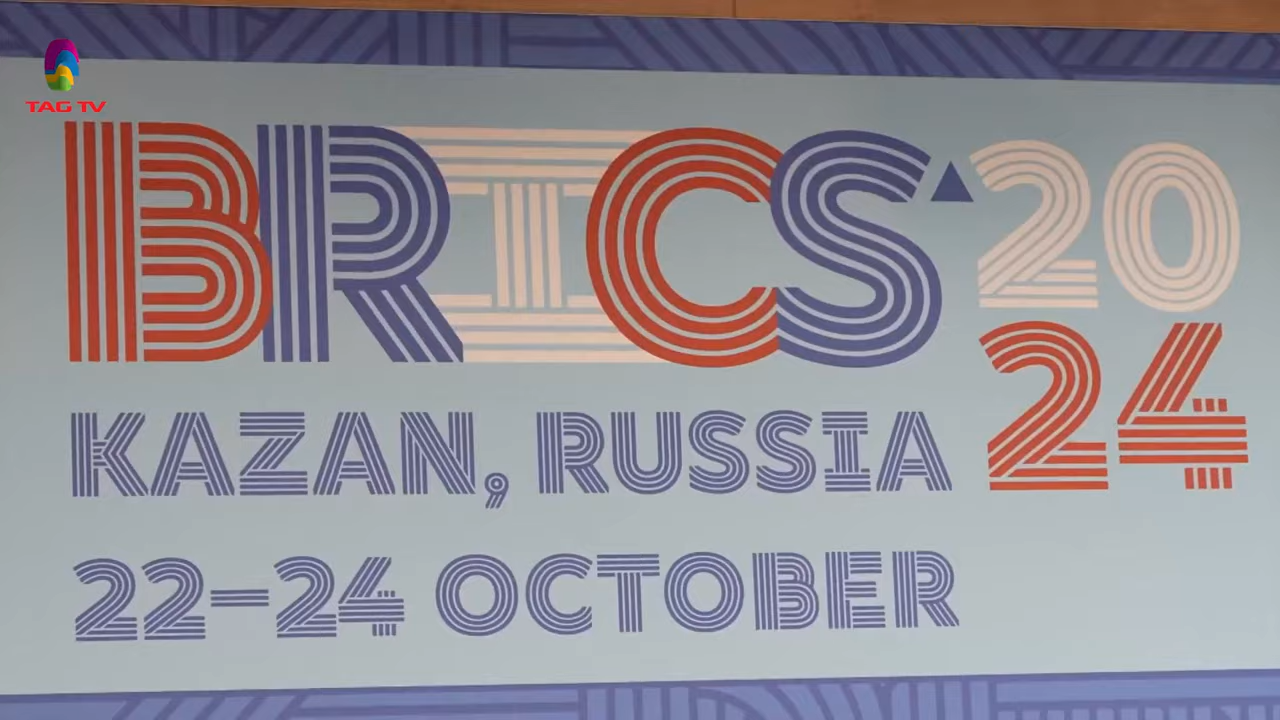 TAG TV
BRICS 2024
KAZAN, RUSSIA
22–24 OCTOBER